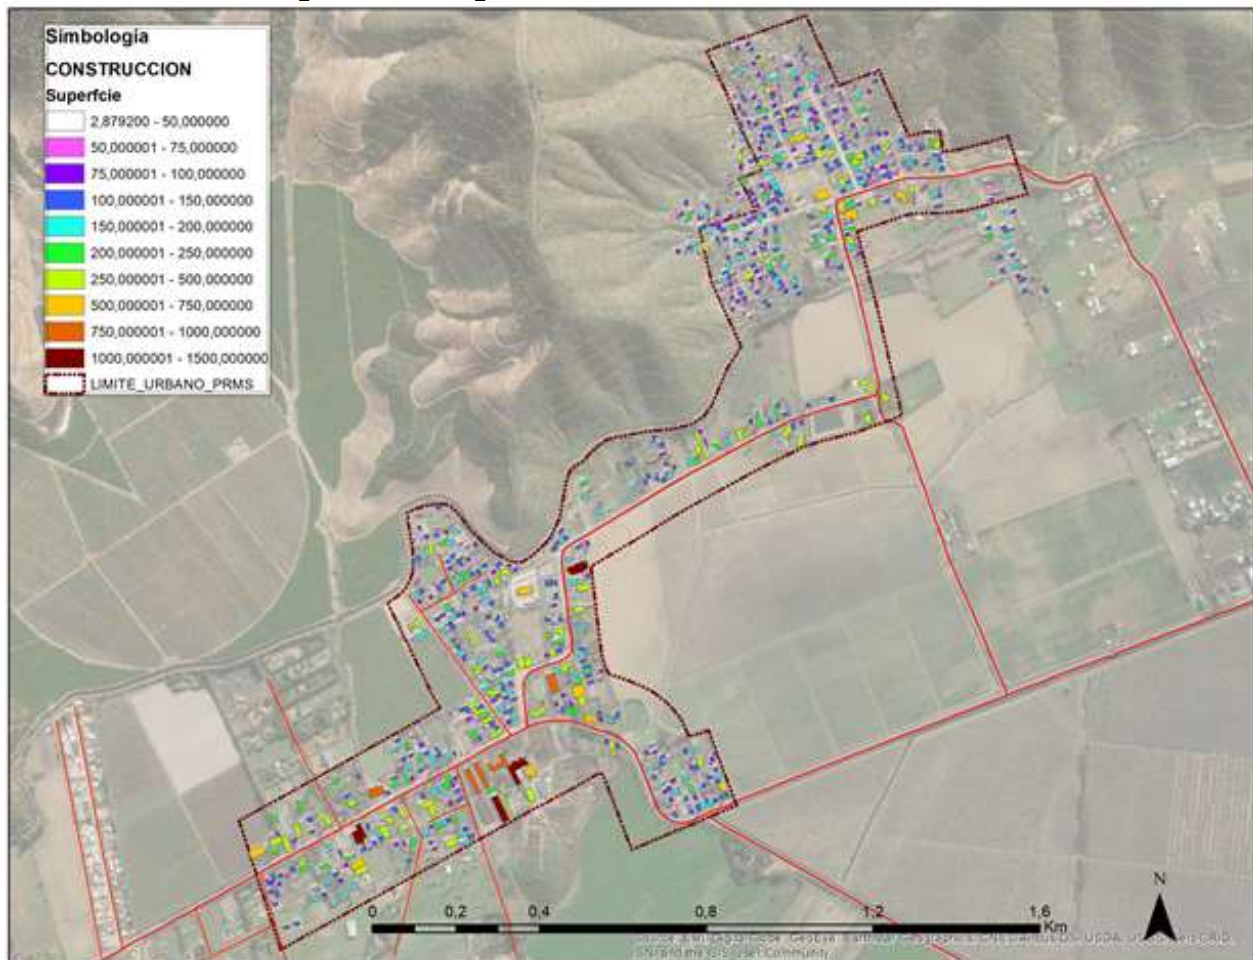 Simbología
CONSTRUCCION
Superfcie
2,879200 - 50,000000
50,000001 - 75,000000
75,000001 - 100,000000
100,000001 - 150,000000
150,000001 - 200,000000
200,000001 - 250,000000
250,000001 - 500,000000
500,000001 - 750,000000
750,000001 - 1000,000000
1000,000001 - 1500,000000
LIMITE_URBANO_PRMS
N
0 0,2 0,4 0,8 1,2 1,6
Km
User Community